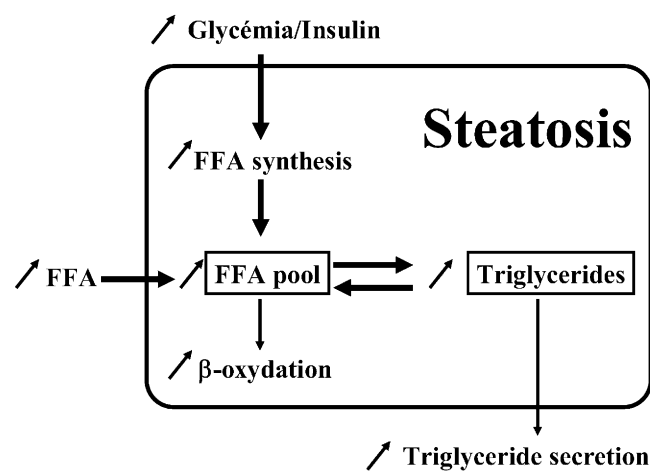 Glycémia/Insulin
Steatosis
FFA synthesis
FFA
FFA pool
Triglycerides
β-oxydation
Triglyceride secretion